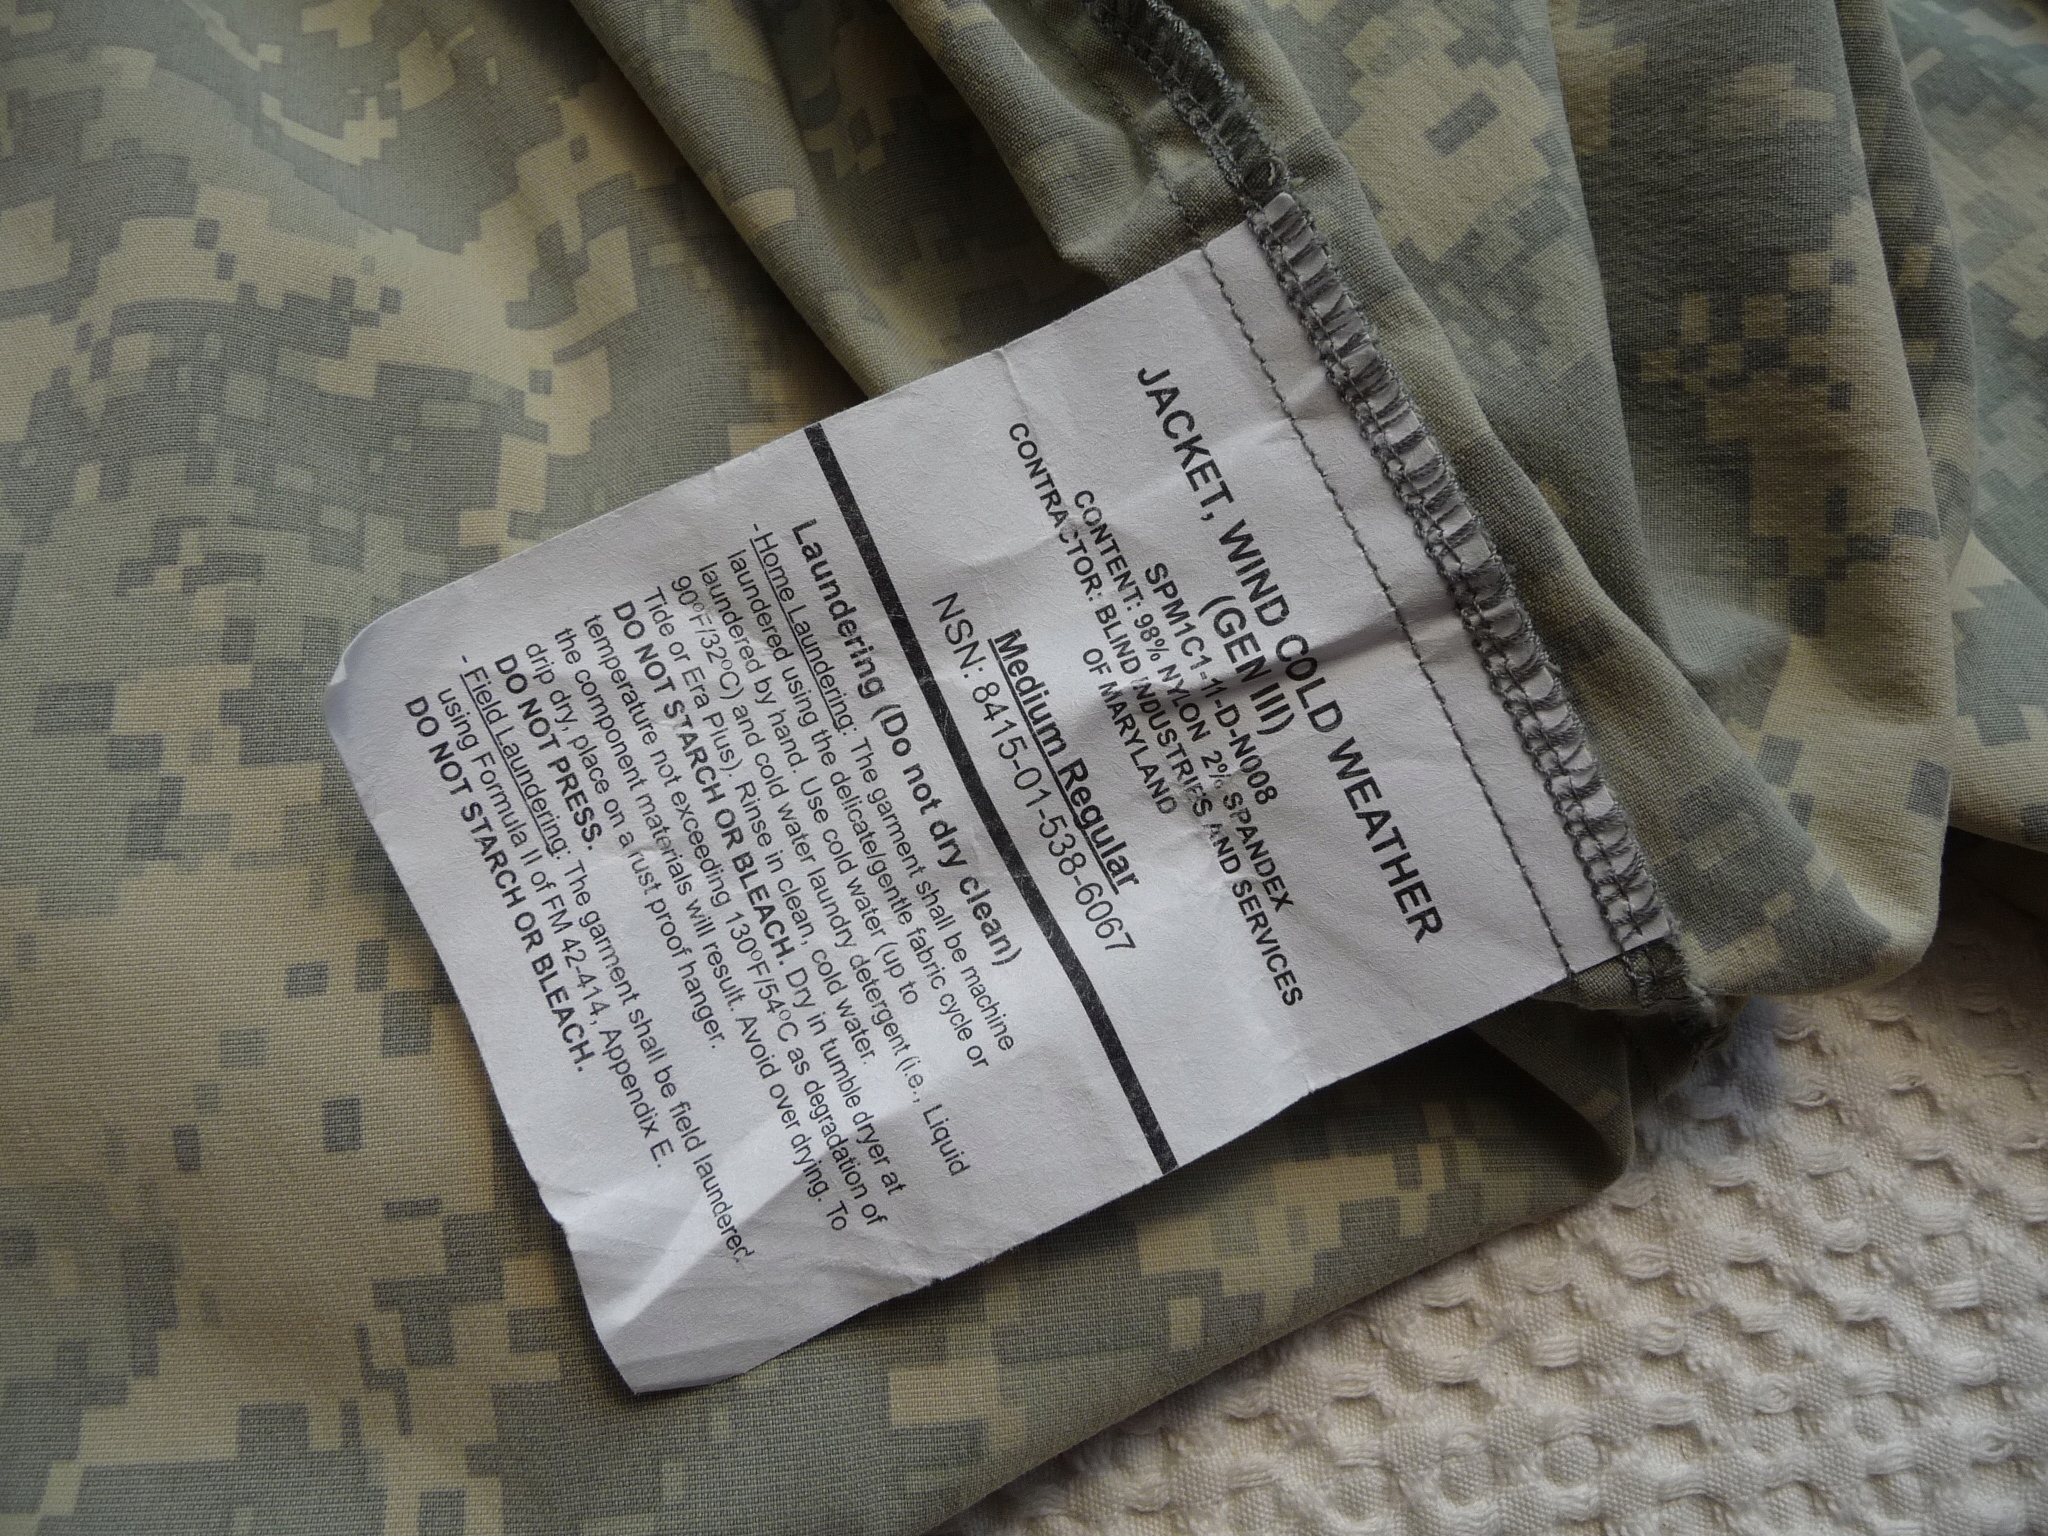 JACKET, WIND COLD WEATHER
(GEN III)
SPM1C1-11-D-N008
CONTENT: 98% NYLON 2% SPANDEX
CONTRACTOR: BLIND INDUSTRIES AND SERVICES
OF MARYLAND
Medium Regular
NSN: 8415-01-538-6067
Laundering (Do not dry clean)
-Home Laundering: The garment shall be machine
laundered using the delicate/gentle fabric cycle or
laundered by hand. Use cold water (up to
90°F/32°C) and cold water laundry detergent (i.e., Liquid
Tide or Era Plus). Rinse in clean, cold water.
DO NOT STARCH OR BLEACH. Dry in tumble dryer at
temperature not exceeding 130°F/54°C as degradation of
the component materials will result. Avoid over drying. To
drip dry, place on a rust proof hanger.
DO NOT PRESS.
- Field Laundering: The garment shall be field laundered
using Formula II of FM 42-414, Appendix E.
DO NOT STARCH OR BLEACH.